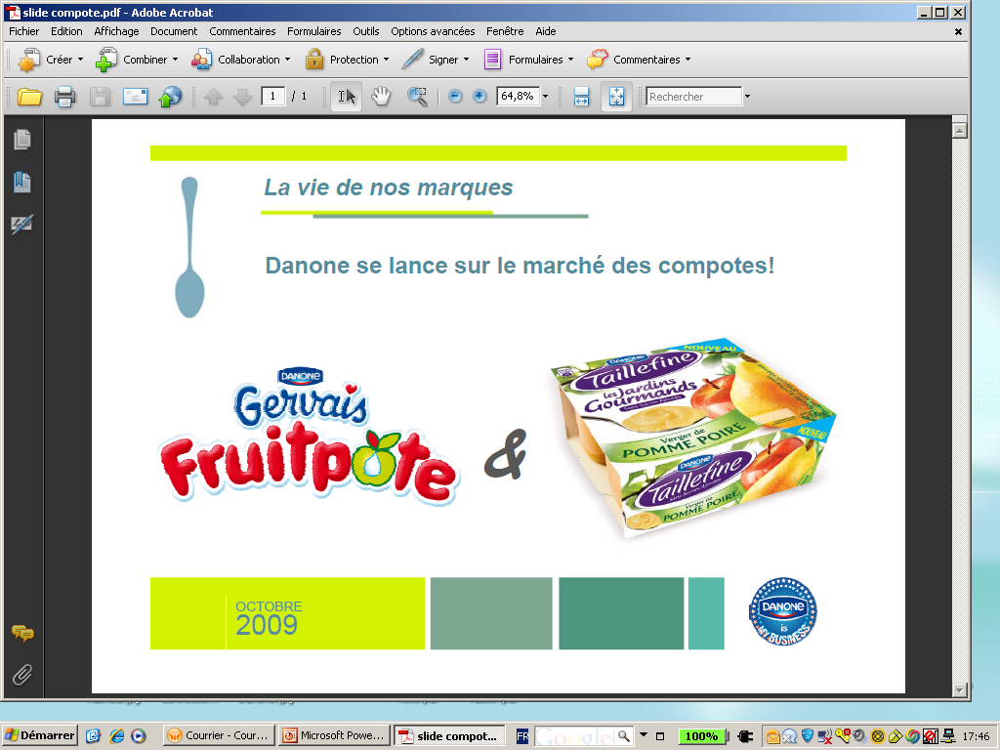 slide compote.pdf - Adobe Acrobat
Fichier Edition Affichage Document Commentaires Formulaires Outils Options avancées Fenêtre Aide
Créer Combiner Collaboration Protection Signer Formulaires Commentaires
1 / 1 64,8% Rechercher
La vie de nos marques
Danone se lance sur le marché des compotes!
DANONE
Gervais
Fruitpote
&
NOUVEAU
DANONE
Taillefine
les Jardins
Gourmands
Verger de
POMME POIRE
NOUVEAU
DANONE
Taillefine
Verger de
POMME POIRE
OCTOBRE
2009
DANONE
is
MY BUSINESS
Démarrer Courrier - Cour... Microsoft Powe... slide compot... FR Google 100% 17:46